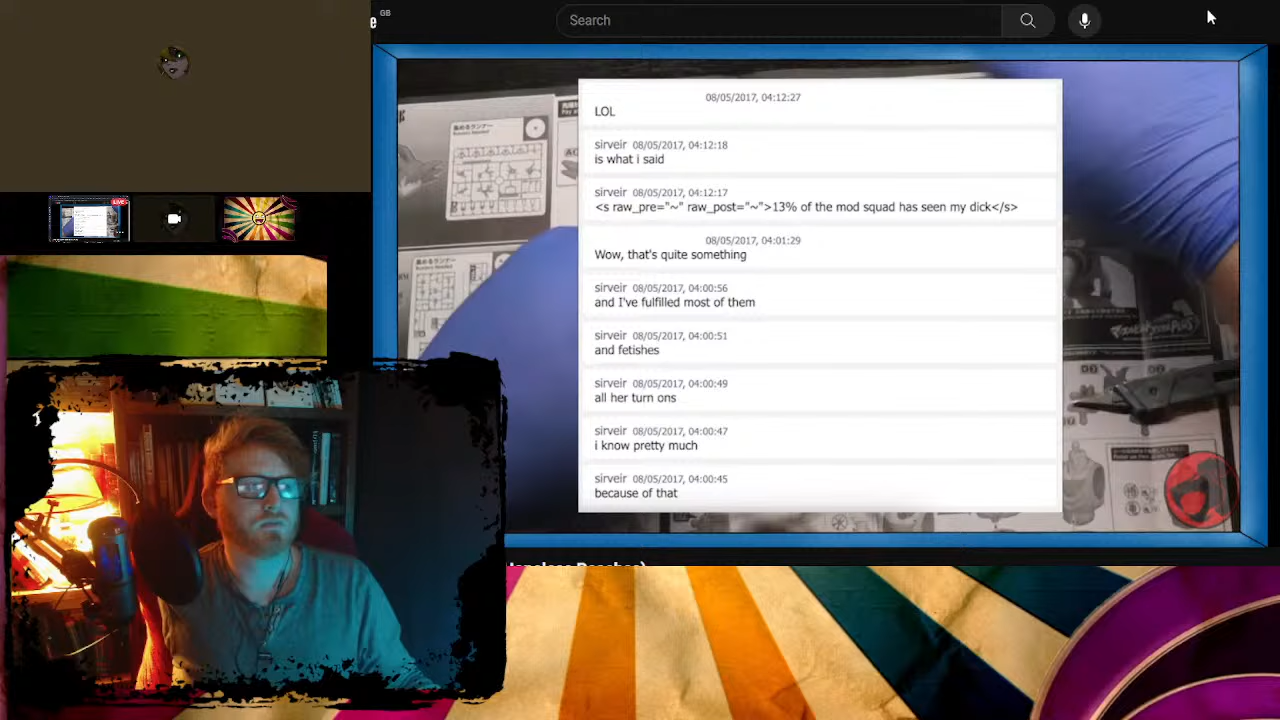 GB
Search
LIVE
08/05/2017, 04:12:27
LOL
sirveir 08/05/2017, 04:12:18
is what i said
sirveir 08/05/2017, 04:12:17
<s raw_pre="~" raw_post="~">13% of the mod squad has seen my dick</s>
08/05/2017, 04:01:29
Wow, that's quite something
sirveir 08/05/2017, 04:00:56
and I've fulfilled most of them
sirveir 08/05/2017, 04:00:51
and fetishes
sirveir 08/05/2017, 04:00:49
all her turn ons
sirveir 08/05/2017, 04:00:47
i know pretty much
sirveir 08/05/2017, 04:00:45
because of that